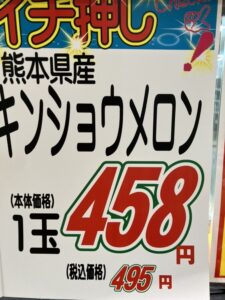 イチ押し
熊本県産
キンショウメロン
(本体価格)
1玉 458円
(税込価格) 495円